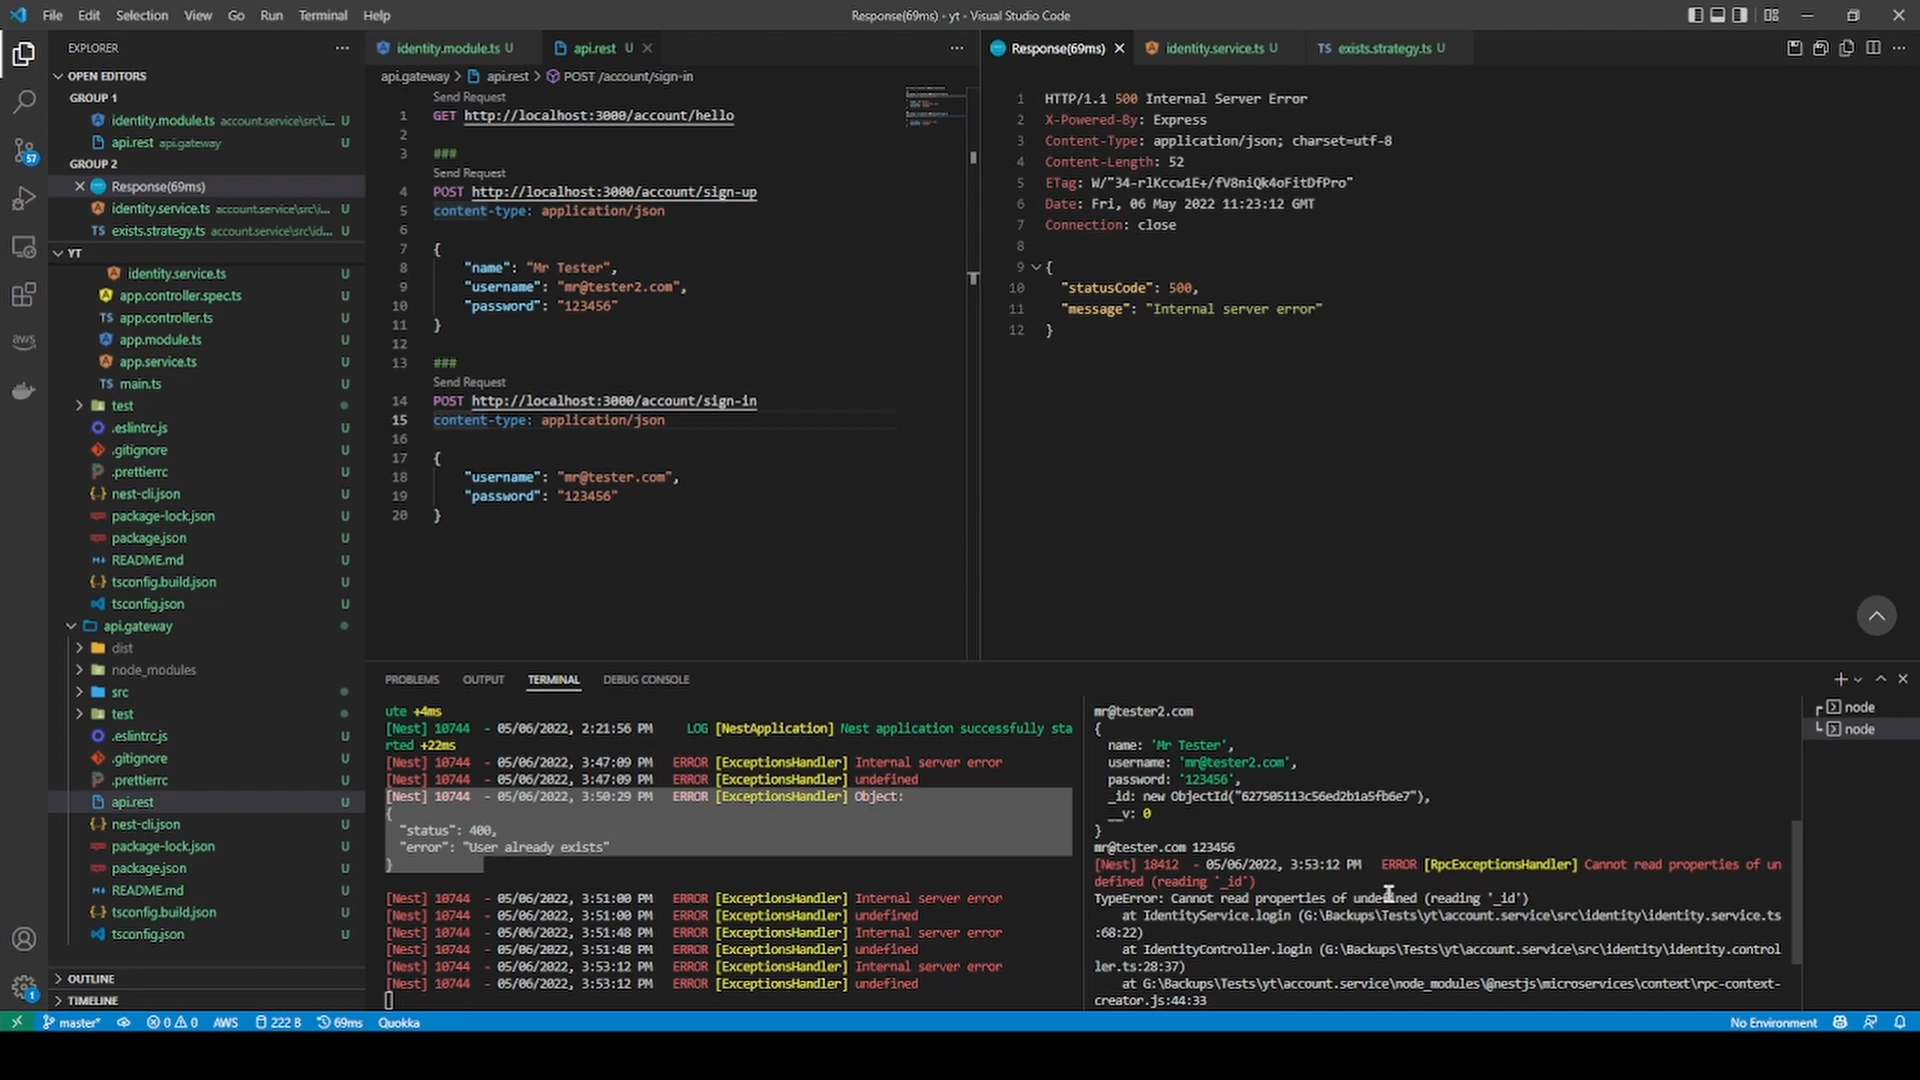 File Edit Selection View Go Run Terminal Help
Response(69ms) - yt - Visual Studio Code
EXPLORER
OPEN EDITORS
GROUP 1
identity.module.ts account.service\src\i... U
api.rest api.gateway U
GROUP 2
Response(69ms)
identity.service.ts account.service\src\i... U
exists.strategy.ts account.service\src\id... U
YT
identity.service.ts U
app.controller.spec.ts U
TS app.controller.ts U
app.module.ts U
app.service.ts U
TS main.ts U
test
.eslintrc.js U
.gitignore U
.prettierrc U
nest-cli.json U
package-lock.json U
package.json U
README.md U
tsconfig.build.json U
tsconfig.json U
api.gateway
dist
node_modules
src
test
.eslintrc.js U
.gitignore U
.prettierrc U
api.rest U
nest-cli.json U
package-lock.json U
package.json U
README.md U
tsconfig.build.json U
tsconfig.json U
OUTLINE
TIMELINE
57
aws
1
identity.module.ts U api.rest U
api.gateway > api.rest > POST /account/sign-in
Send Request
1 GET http://localhost:3000/account/hello
2
3 ###
Send Request
4 POST http://localhost:3000/account/sign-up
5 content-type: application/json
6
7 {
8 "name": "Mr Tester",
9 "username": "mr@tester2.com",
10 "password": "123456"
11 }
12
13 ###
Send Request
14 POST http://localhost:3000/account/sign-in
15 content-type: application/json
16
17 {
18 "username": "mr@tester.com",
19 "password": "123456"
20 }
Response(69ms) identity.service.ts U TS exists.strategy.ts U
1 HTTP/1.1 500 Internal Server Error
2 X-Powered-By: Express
3 Content-Type: application/json; charset=utf-8
4 Content-Length: 52
5 ETag: W/"34-rlKccw1E+/fV8niQk4oFitDfPro"
6 Date: Fri, 06 May 2022 11:23:12 GMT
7 Connection: close
8
9 {
10 "statusCode": 500,
11 "message": "Internal server error"
12 }
PROBLEMS OUTPUT TERMINAL DEBUG CONSOLE
ute +4ms
[Nest] 10744 - 05/06/2022, 2:21:56 PM LOG [NestApplication] Nest application successfully sta
rted +22ms
[Nest] 10744 - 05/06/2022, 3:47:09 PM ERROR [ExceptionsHandler] Internal server error
[Nest] 10744 - 05/06/2022, 3:47:09 PM ERROR [ExceptionsHandler] undefined
[Nest] 10744 - 05/06/2022, 3:50:29 PM ERROR [ExceptionsHandler] Object:
{
"status": 400,
"error": "User already exists"
}
[Nest] 10744 - 05/06/2022, 3:51:00 PM ERROR [ExceptionsHandler] Internal server error
[Nest] 10744 - 05/06/2022, 3:51:00 PM ERROR [ExceptionsHandler] undefined
[Nest] 10744 - 05/06/2022, 3:51:48 PM ERROR [ExceptionsHandler] Internal server error
[Nest] 10744 - 05/06/2022, 3:51:48 PM ERROR [ExceptionsHandler] undefined
[Nest] 10744 - 05/06/2022, 3:53:12 PM ERROR [ExceptionsHandler] Internal server error
[Nest] 10744 - 05/06/2022, 3:53:12 PM ERROR [ExceptionsHandler] undefined
mr@tester2.com
{
name: 'Mr Tester',
username: 'mr@tester2.com',
password: '123456',
_id: new ObjectId("627505113c56ed2b1a5fb6e7"),
__v: 0
}
mr@tester.com 123456
[Nest] 18412 - 05/06/2022, 3:53:12 PM ERROR [RpcExceptionsHandler] Cannot read properties of un
defined (reading '_id')
TypeError: Cannot read properties of undefined (reading '_id')
at IdentityService.login (G:\Backups\Tests\yt\account.service\src\identity\identity.service.ts
:68:22)
at IdentityController.login (G:\Backups\Tests\yt\account.service\src\identity\identity.control
ler.ts:28:37)
at G:\Backups\Tests\yt\account.service\node_modules\@nestjs\microservices\context\rpc-context-
creator.js:44:33
node
node
master* 0 0 AWS 222 B 69ms Quokka
No Environment